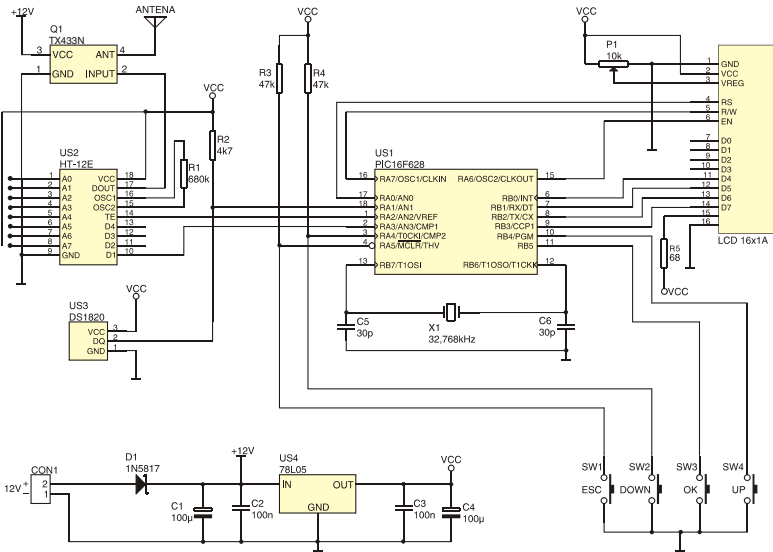 +12V
ANTENA
Q1
TX433N
3 VCC ANT 4
1 GND INPUT 2
VCC
R2
4k7
R1
680k
US2
HT-12E
1 A0 VCC 18
2 A1 DOUT 17
3 A2 OSC1 16
4 A3 OSC2 15
5 A4 TE 14
6 A5 D4 13
7 A6 D3 12
8 A7 D2 11
9 GND D1 10
US3
DS1820
VCC
VCC 3
DQ 2
GND 1
VCC
R3
47k
R4
47k
US1
PIC16F628
16 RA7/OSC1/CLKIN RA6/OSC2/CLKOUT 15
17 RA0/AN0 RB0/INT 6
18 RA1/AN1 RB1/RX/DT 7
1 RA2/AN2/VREF RB2/TX/CX 8
2 RA3/AN3/CMP1 RB3/CCP1 9
3 RA4/T0CKI/CMP2 RB4/PGM 10
4 RA5/MCLR/THV RB5 11
13 RB7/T1OSI RB6/T1OSO/T1CK 12
C5
30p
X1
32,768kHz
C6
30p
VCC
P1
10k
1 GND
2 VCC
3 VREG
4 RS
5 R/W
6 EN
7 D0
8 D1
9 D2
10 D3
11 D4
12 D5
13 D6
14 D7
15
16
LCD 16x1A
R5
68
VCC
CON1
12V + -
2
1
D1
1N5817
+12V
C1
100µ
C2
100n
US4
78L05
IN OUT
GND
C3
100n
VCC
C4
100µ
SW1
ESC
SW2
DOWN
SW3
OK
SW4
UP